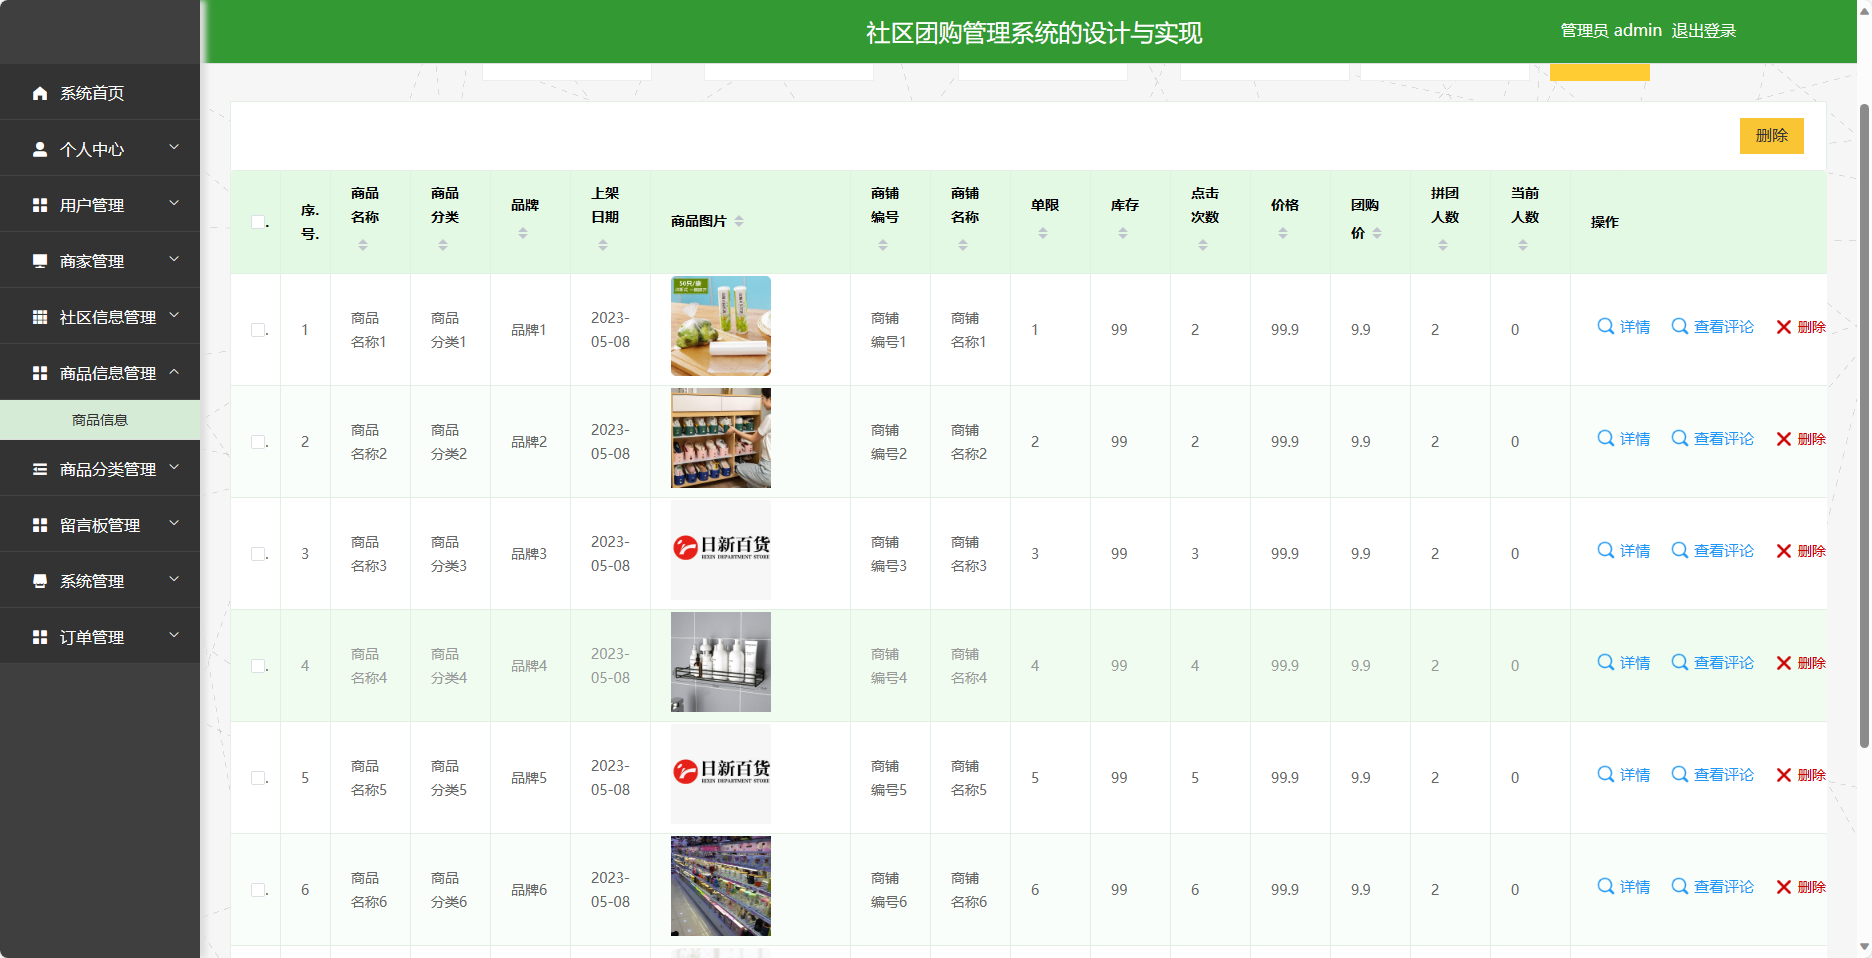 社区团购管理系统的设计与实现
管理员 admin 退出登录
系统首页
个人中心
用户管理
商家管理
社区信息管理
商品信息管理
商品信息
商品分类管理
留言板管理
系统管理
订单管理
删除
序. 号. 商品名称 商品分类 品牌 上架日期 商品图片 商铺编号 商铺名称 单限 库存 点击次数 价格 团购价 拼团人数 当前人数 操作
1 商品名称1 商品分类1 品牌1 2023-05-08 商铺编号1 商铺名称1 1 99 2 99.9 9.9 2 0 详情 查看评论 删除
50只/卷
2 商品名称2 商品分类2 品牌2 2023-05-08 商铺编号2 商铺名称2 2 99 2 99.9 9.9 2 0 详情 查看评论 删除
3 商品名称3 商品分类3 品牌3 2023-05-08 商铺编号3 商铺名称3 3 99 3 99.9 9.9 2 0 详情 查看评论 删除
日新百货
RIXIN DEPARTMENT STORE
4 商品名称4 商品分类4 品牌4 2023-05-08 商铺编号4 商铺名称4 4 99 4 99.9 9.9 2 0 详情 查看评论 删除
5 商品名称5 商品分类5 品牌5 2023-05-08 商铺编号5 商铺名称5 5 99 5 99.9 9.9 2 0 详情 查看评论 删除
日新百货
RIXIN DEPARTMENT STORE
6 商品名称6 商品分类6 品牌6 2023-05-08 商铺编号6 商铺名称6 6 99 6 99.9 9.9 2 0 详情 查看评论 删除